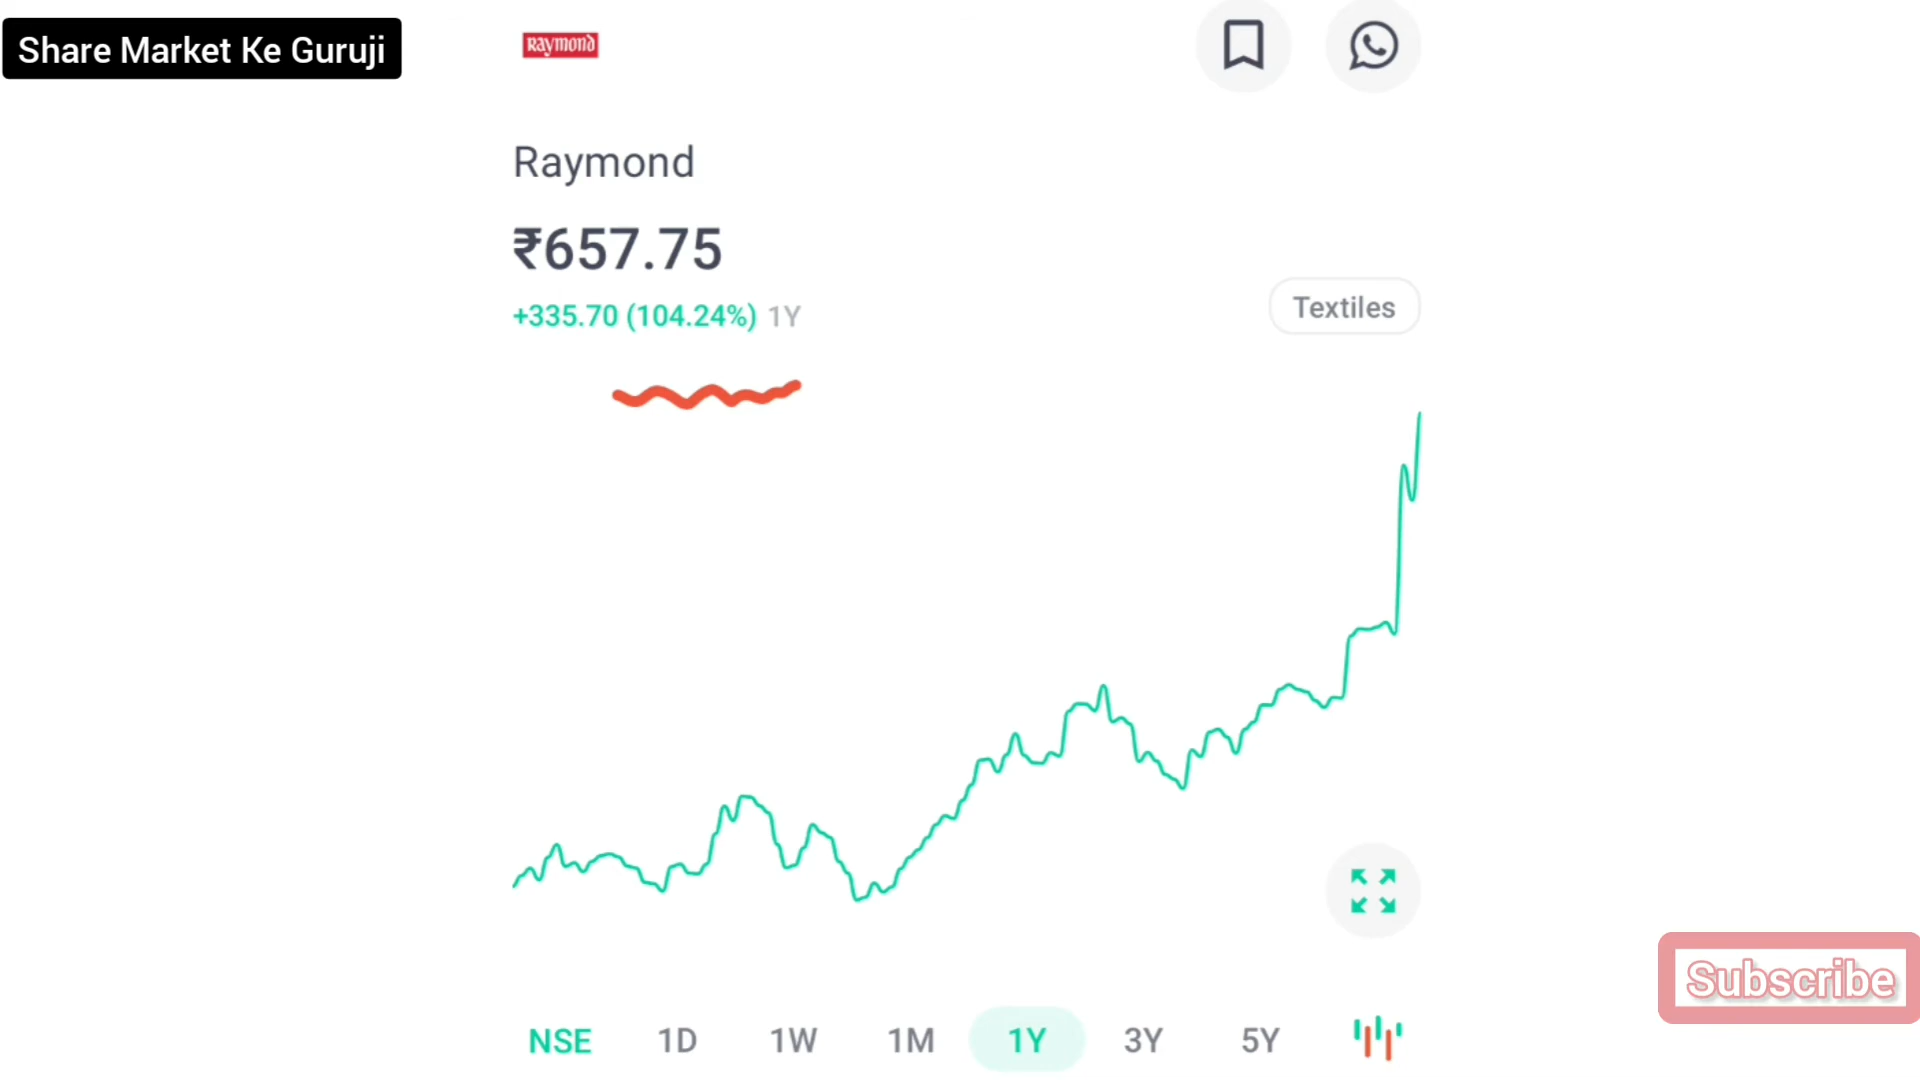 Share Market Ke Guruji
Raymond
Raymond
₹657.75
+335.70 (104.24%) 1Y
Textiles
Subscribe
NSE 1D 1W 1M 1Y 3Y 5Y